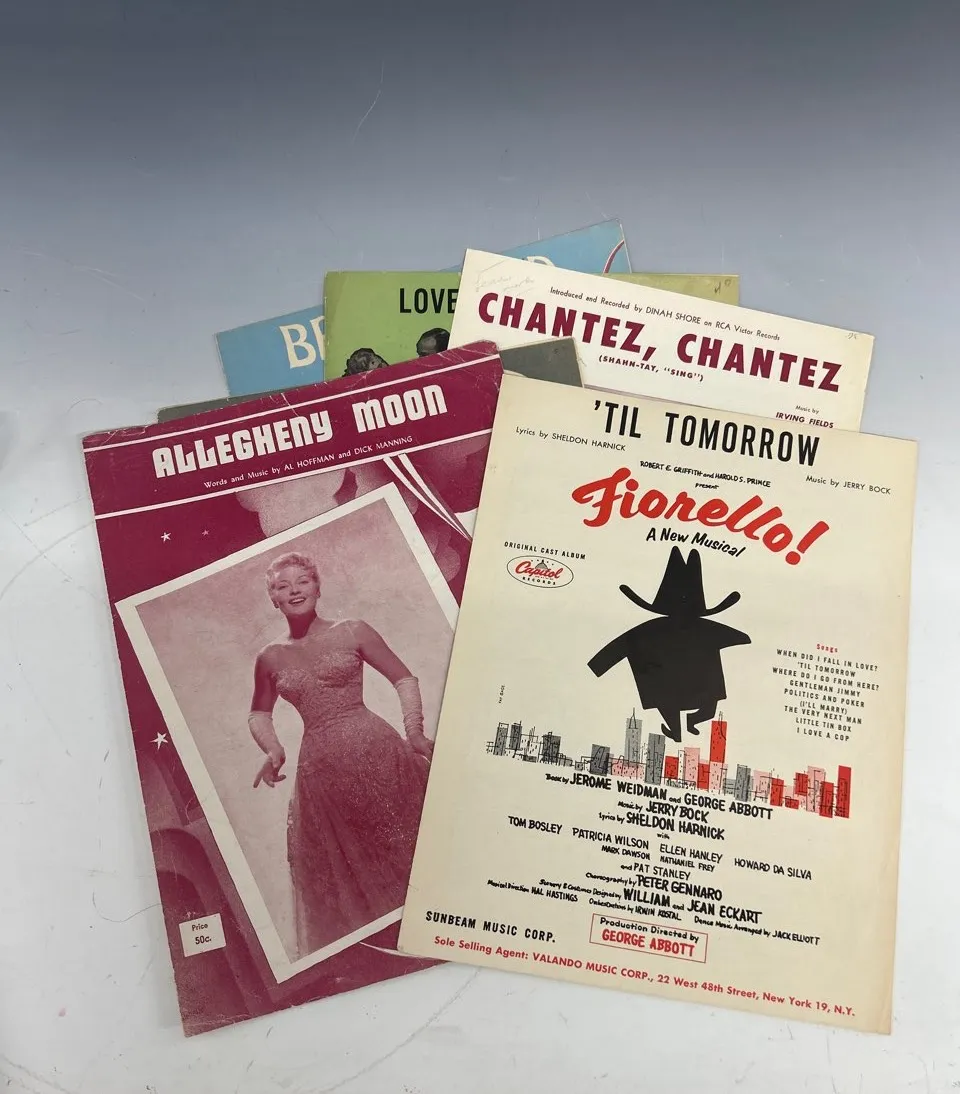 BE
LOVE
Introduced and Recorded by DINAH SHORE on RCA Victor Records
CHANTEZ, CHANTEZ
(SHAHN-TAY, "SING")
Music by
IRVING FIELDS
ALLEGHENY MOON
Words and Music by AL HOFFMAN and DICK MANNING
Price
50c.
'TIL TOMORROW
Lyrics by SHELDON HARNICK
Music by JERRY BOCK
ROBERT E. GRIFFITH and HAROLD S. PRINCE
present
Fiorello!
A New Musical
ORIGINAL CAST ALBUM
Capitol
RECORDS
Songs
WHEN DID I FALL IN LOVE?
'TIL TOMORROW
WHERE DO I GO FROM HERE?
GENTLEMAN JIMMY
POLITICS AND POKER
(I'LL MARRY)
THE VERY NEXT MAN
LITTLE TIN BOX
I LOVE A COP
Book by JEROME WEIDMAN and GEORGE ABBOTT
Music by JERRY BOCK
Lyrics by SHELDON HARNICK
with
TOM BOSLEY PATRICIA WILSON ELLEN HANLEY HOWARD DA SILVA
MARK DAWSON NATHANIEL FREY
and PAT STANLEY
Choreography by PETER GENNARO
Scenery & Costumes Designed by WILLIAM and JEAN ECKART
Musical Direction HAL HASTINGS Orchestrations by IRWIN KOSTAL Dance Music Arranged by JACK ELLIOTT
Production Directed by
GEORGE ABBOTT
SUNBEAM MUSIC CORP.
Sole Selling Agent: VALANDO MUSIC CORP., 22 West 48th Street, New York 19, N.Y.